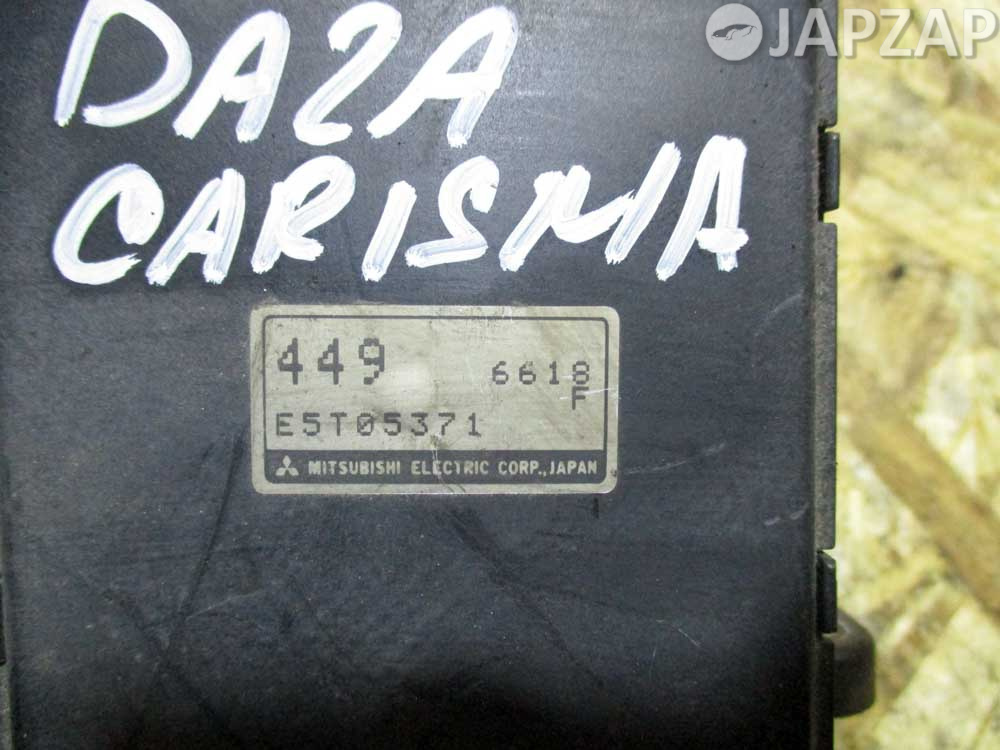 JAPZAP
DA2A
CARISMA
449
6618
F
E5T05371
MITSUBISHI ELECTRIC CORP., JAPAN